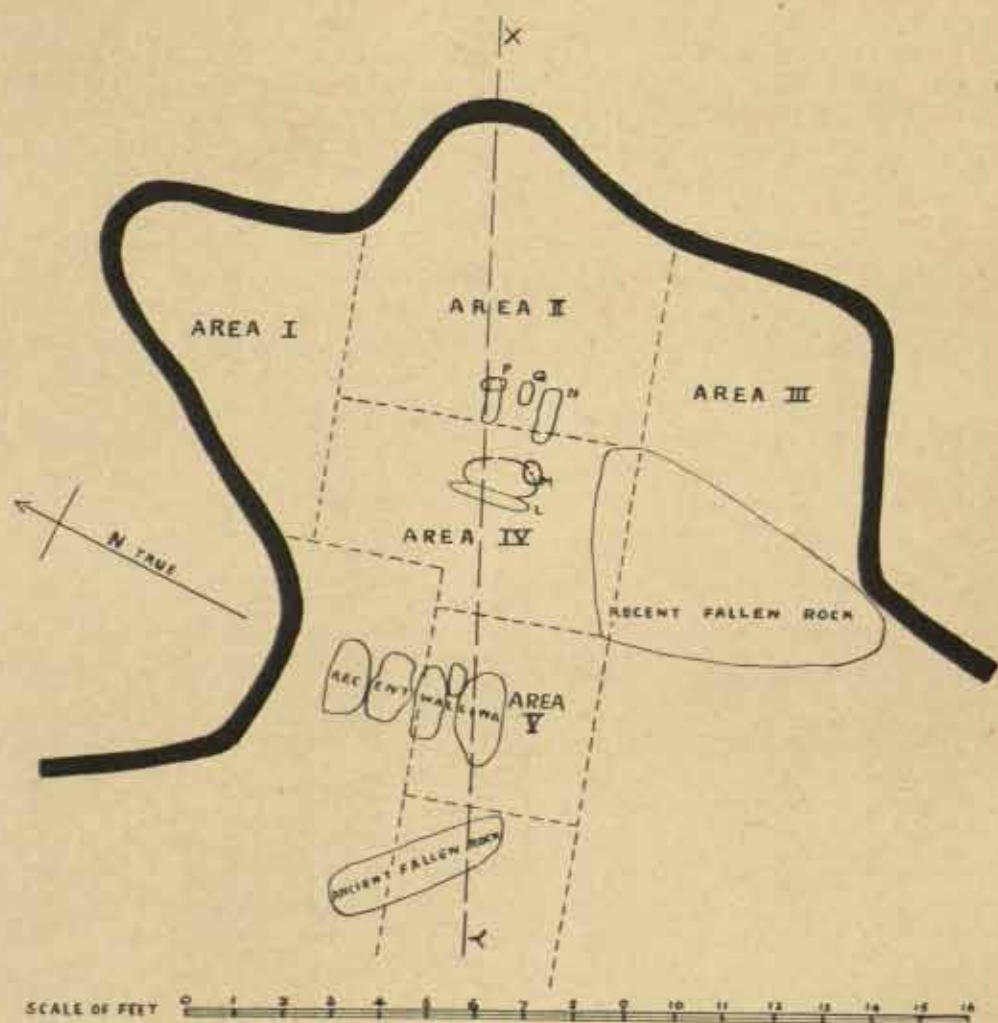 X
AREA I
AREA II
AREA III
P
Q
N
M
L
AREA IV
N TRUE
RECENT FALLEN ROCK
RECENT WALLING
AREA
V
ANCIENT FALLEN ROCK
Y
SCALE OF FEET 0 1 2 3 4 5 6 7 8 9 10 11 12 13 14 15 16